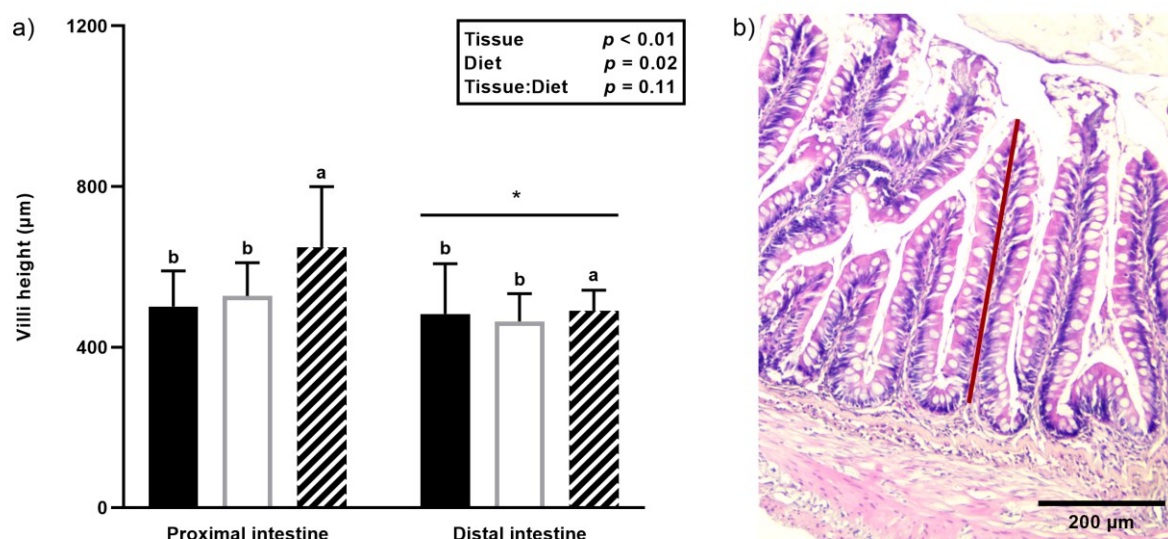 a)
1200
Tissue p < 0.01
Diet p = 0.02
Tissue:Diet p = 0.11
b)
Villi height (µm)
800
400
0
b
b
a
*
b
b
a
Proximal intestine
Distal intestine
200 µm